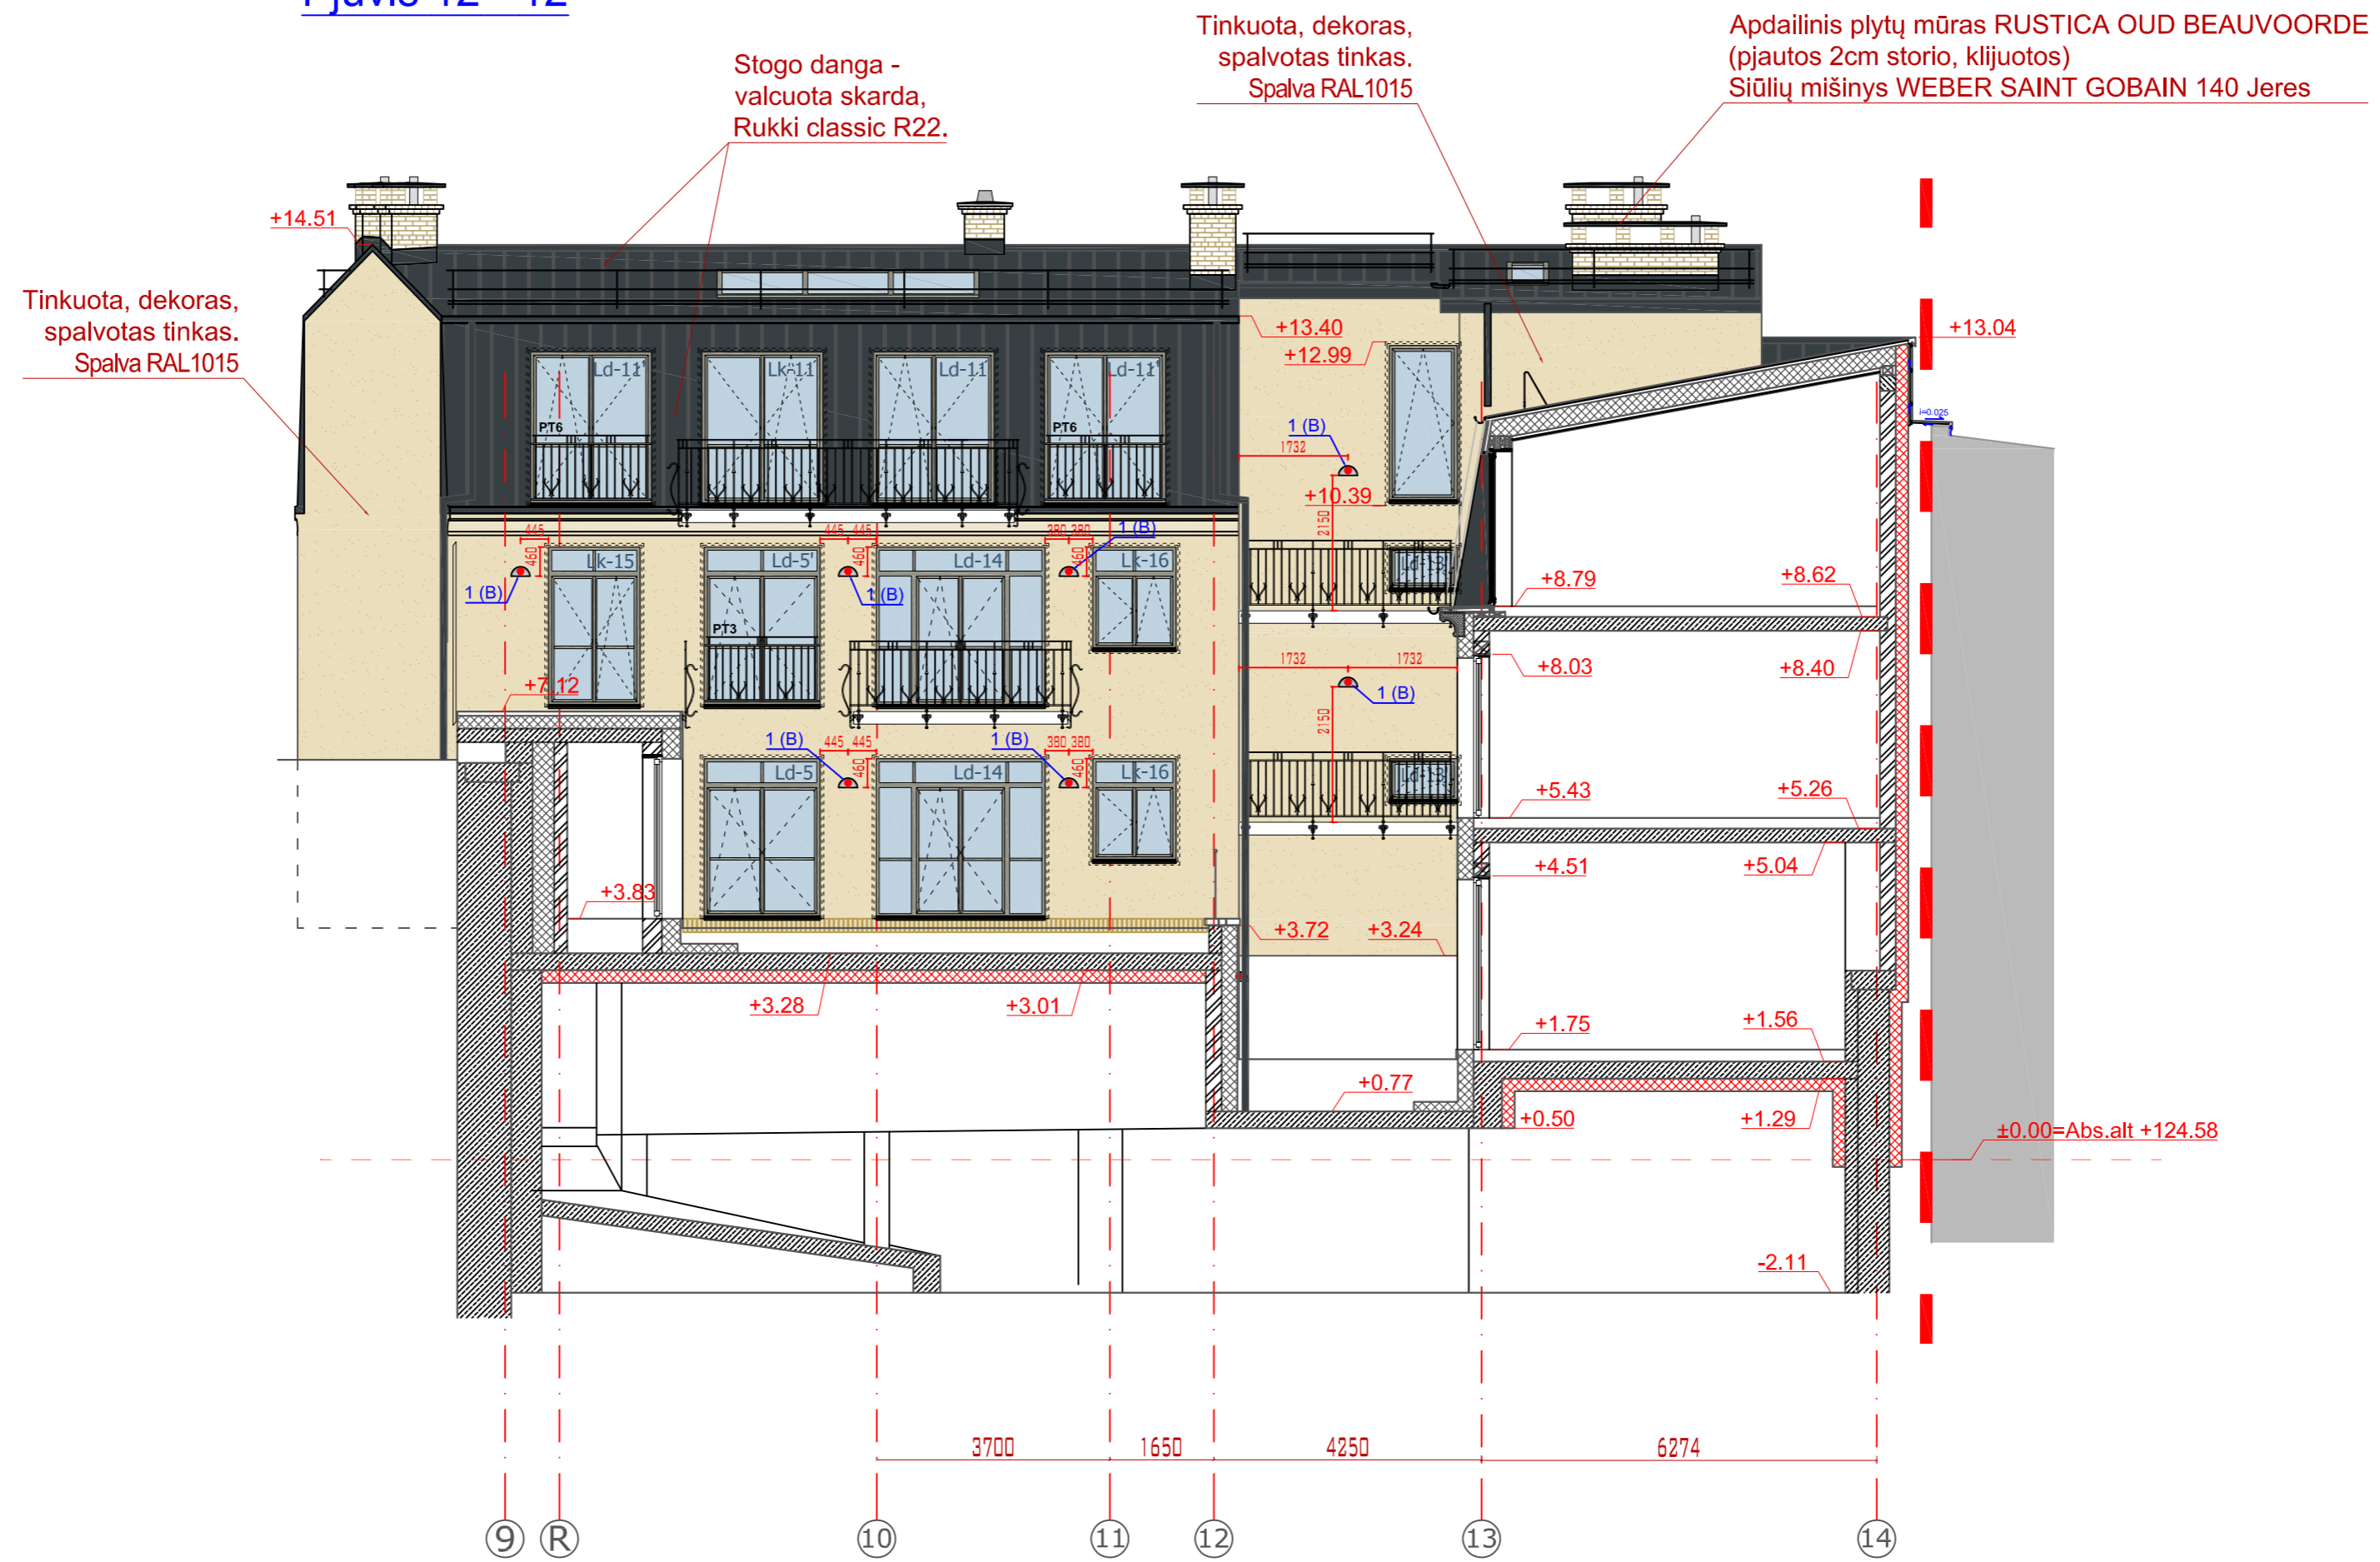 Pjūvis 12 - 12
Tinkuota, dekoras,
spalvotas tinkas.
Spalva RAL1015
Apdailinis plytų mūras RUSTICA OUD BEAUVOORDE
(pjautos 2cm storio, klijuotos)
Siūlių mišinys WEBER SAINT GOBAIN 140 Jeres
Stogo danga -
valcuota skarda,
Rukki classic R22.
+14.51
Tinkuota, dekoras,
spalvotas tinkas.
Spalva RAL1015
+13.40
+12.99
+13.04
Ld-11'
Lk-11
Ld-11
Ld-11'
PT6
PT6
i=0.025
1 (B)
1732
+10.39
2150
445
445 445
380 380
1 (B)
460
460
460
Lk-15
Ld-5'
Ld-14
Lk-16
Ld-13
1 (B)
1 (B)
+8.79
+8.62
PT3
1732
1732
+8.03
+8.40
+7.12
1 (B)
2150
1 (B)
445 445
1 (B)
380 380
460
460
Ld-5
Ld-14
Lk-16
Ld-13
+5.43
+5.26
+4.51
+5.04
+3.83
+3.72
+3.24
+3.28
+3.01
+1.75
+1.56
+0.77
+0.50
+1.29
±0.00=Abs.alt +124.58
-2.11
3700
1650
4250
6274
9
R
10
11
12
13
14